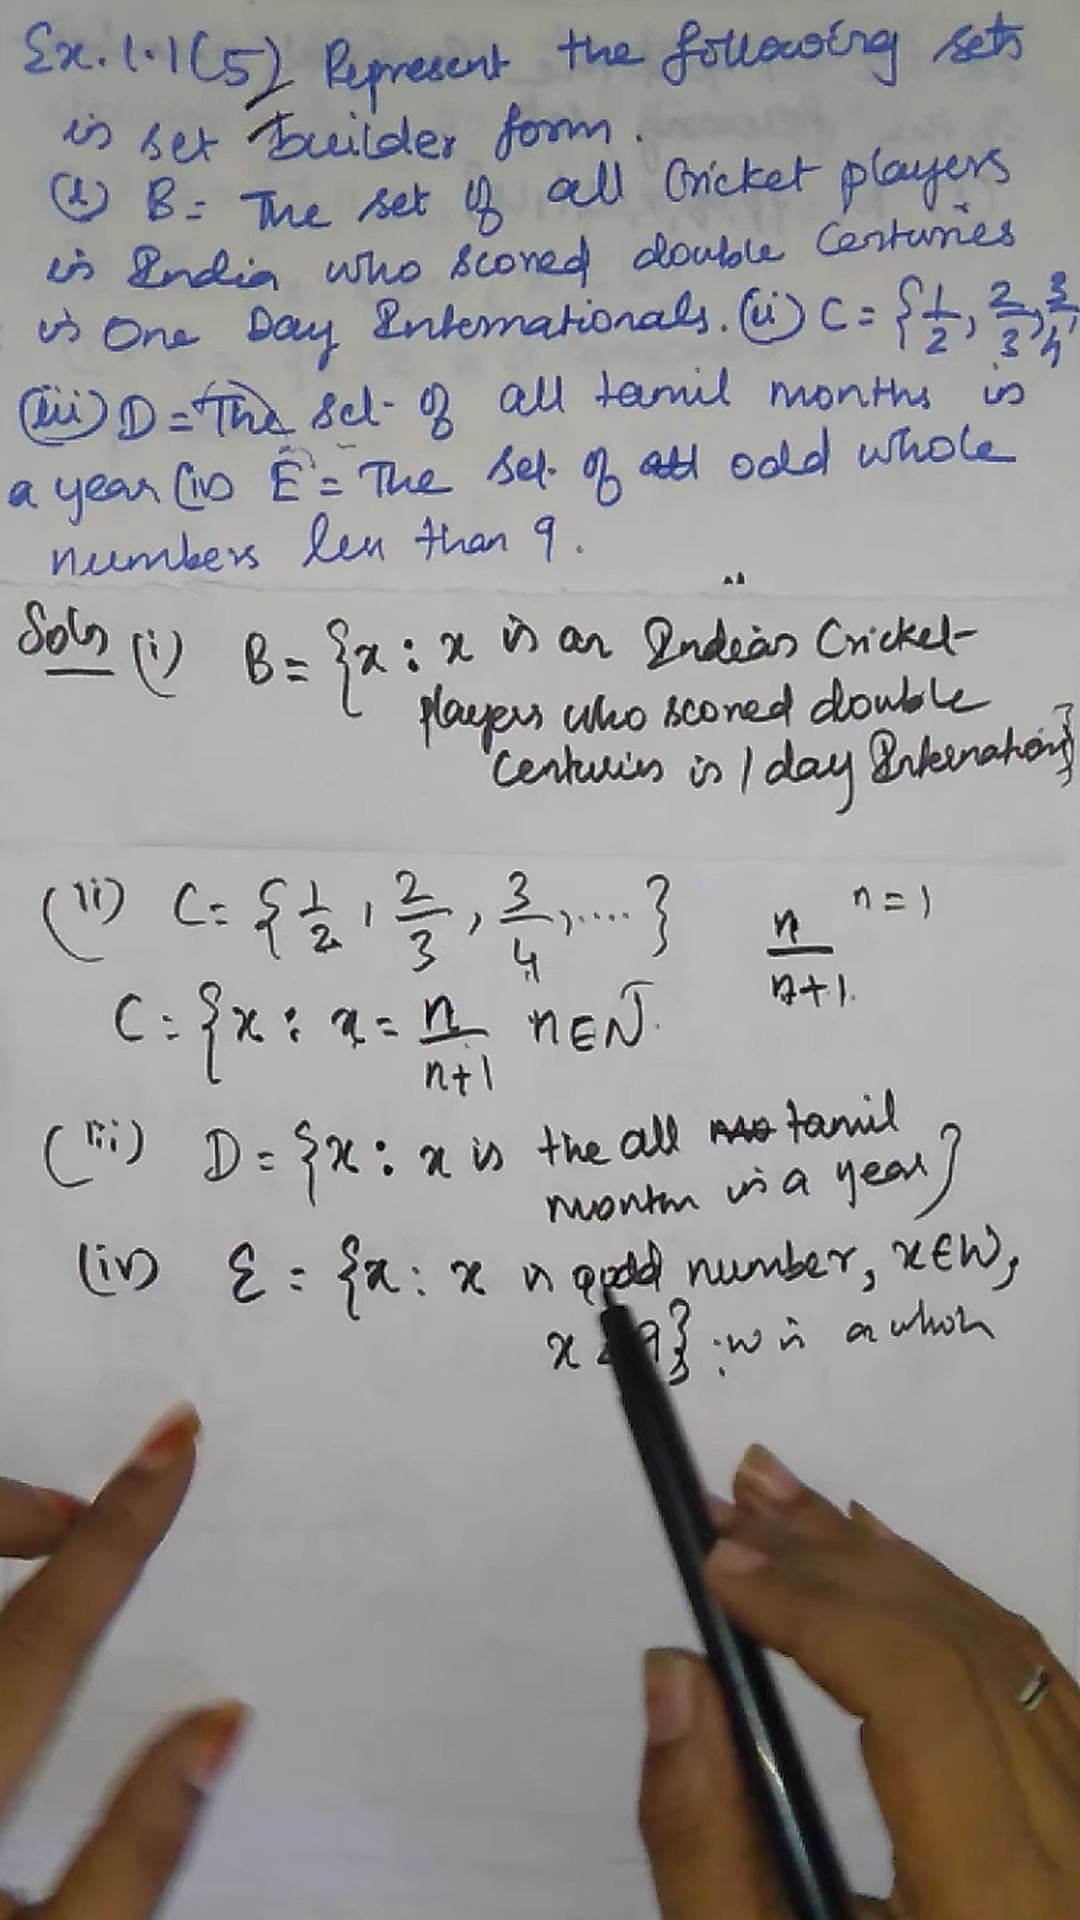 Ex. 1.1(5) Represent the following sets
in set builder form.
(i) B = The set of all Cricket players
in India who scored double Centuries
in One Day Internationals. (ii) C = {1/2, 2/3, 3/4,
(iii) D = The set of all tamil months in
a year (iv) E = The set of odd whole
numbers less than 9.
Soln (i) B = {x : x is an Indian Cricket
players who scored double
Centuries in 1 day Internation}
(ii) C = {1/2, 2/3, 3/4, ....} n/n+1 n = 1
C = {x : x = n/n+1 n∈N
(iii) D = {x : x is the all tamil
month in a year}
(iv) E = {x : x is odd number, x∈W,
x < 9} : w is a whole